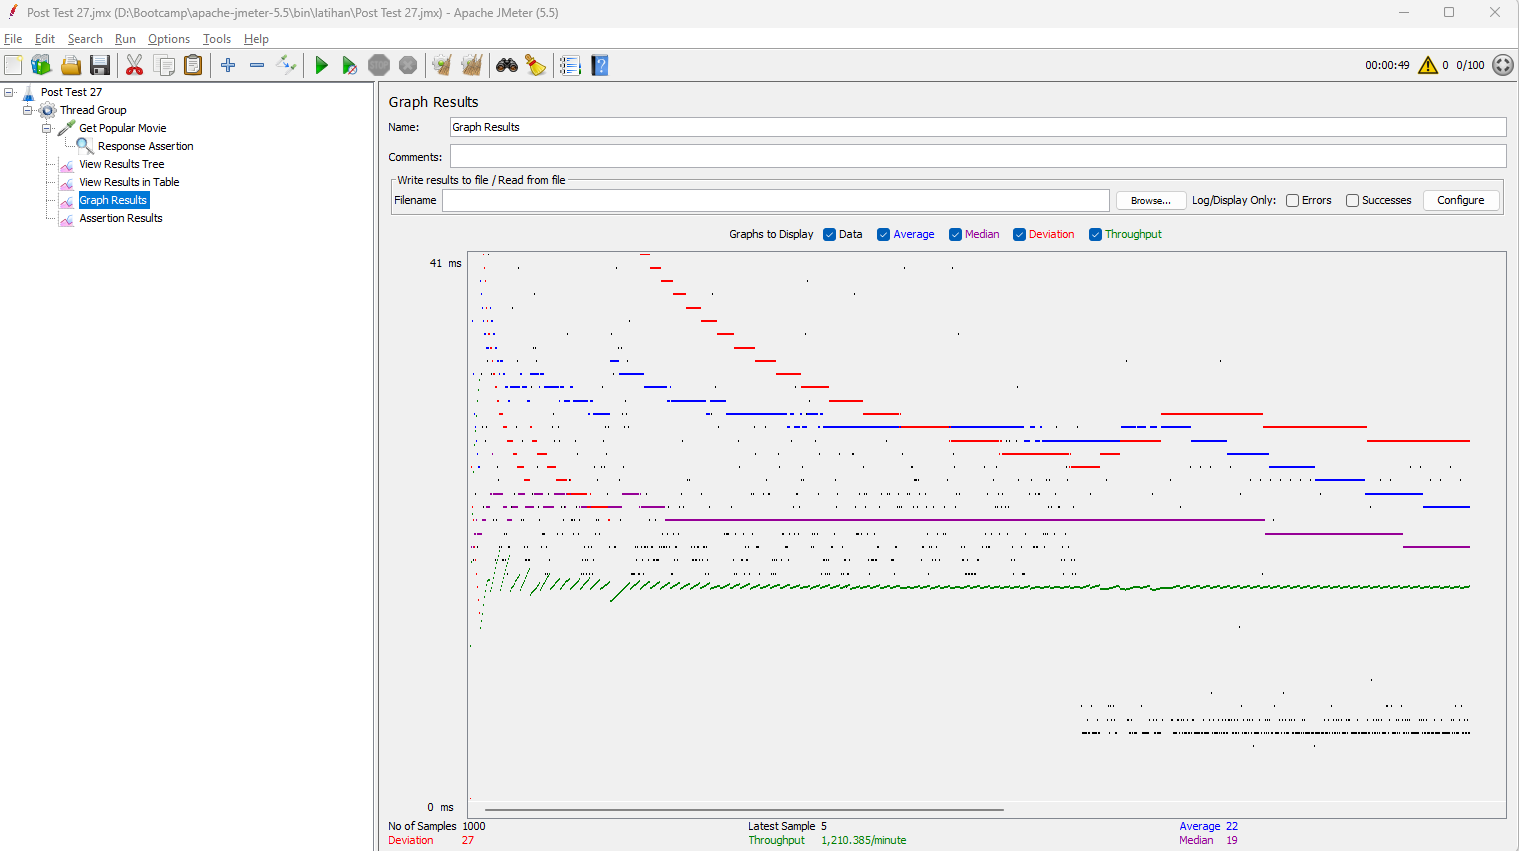 Post Test 27.jmx (D:\Bootcamp\apache-jmeter-5.5\bin\latihan\Post Test 27.jmx) - Apache JMeter (5.5)
File Edit Search Run Options Tools Help
STOP
00:00:49 0 0/100
Post Test 27
Thread Group
Get Popular Movie
Response Assertion
View Results Tree
View Results in Table
Graph Results
Assertion Results
Graph Results
Name: Graph Results
Comments:
Write results to file / Read from file
Filename Browse... Log/Display Only: Errors Successes Configure
Graphs to Display Data Average Median Deviation Throughput
41 ms
0 ms
No of Samples 1000 Latest Sample 5 Average 22
Deviation 27 Throughput 1,210.385/minute Median 19